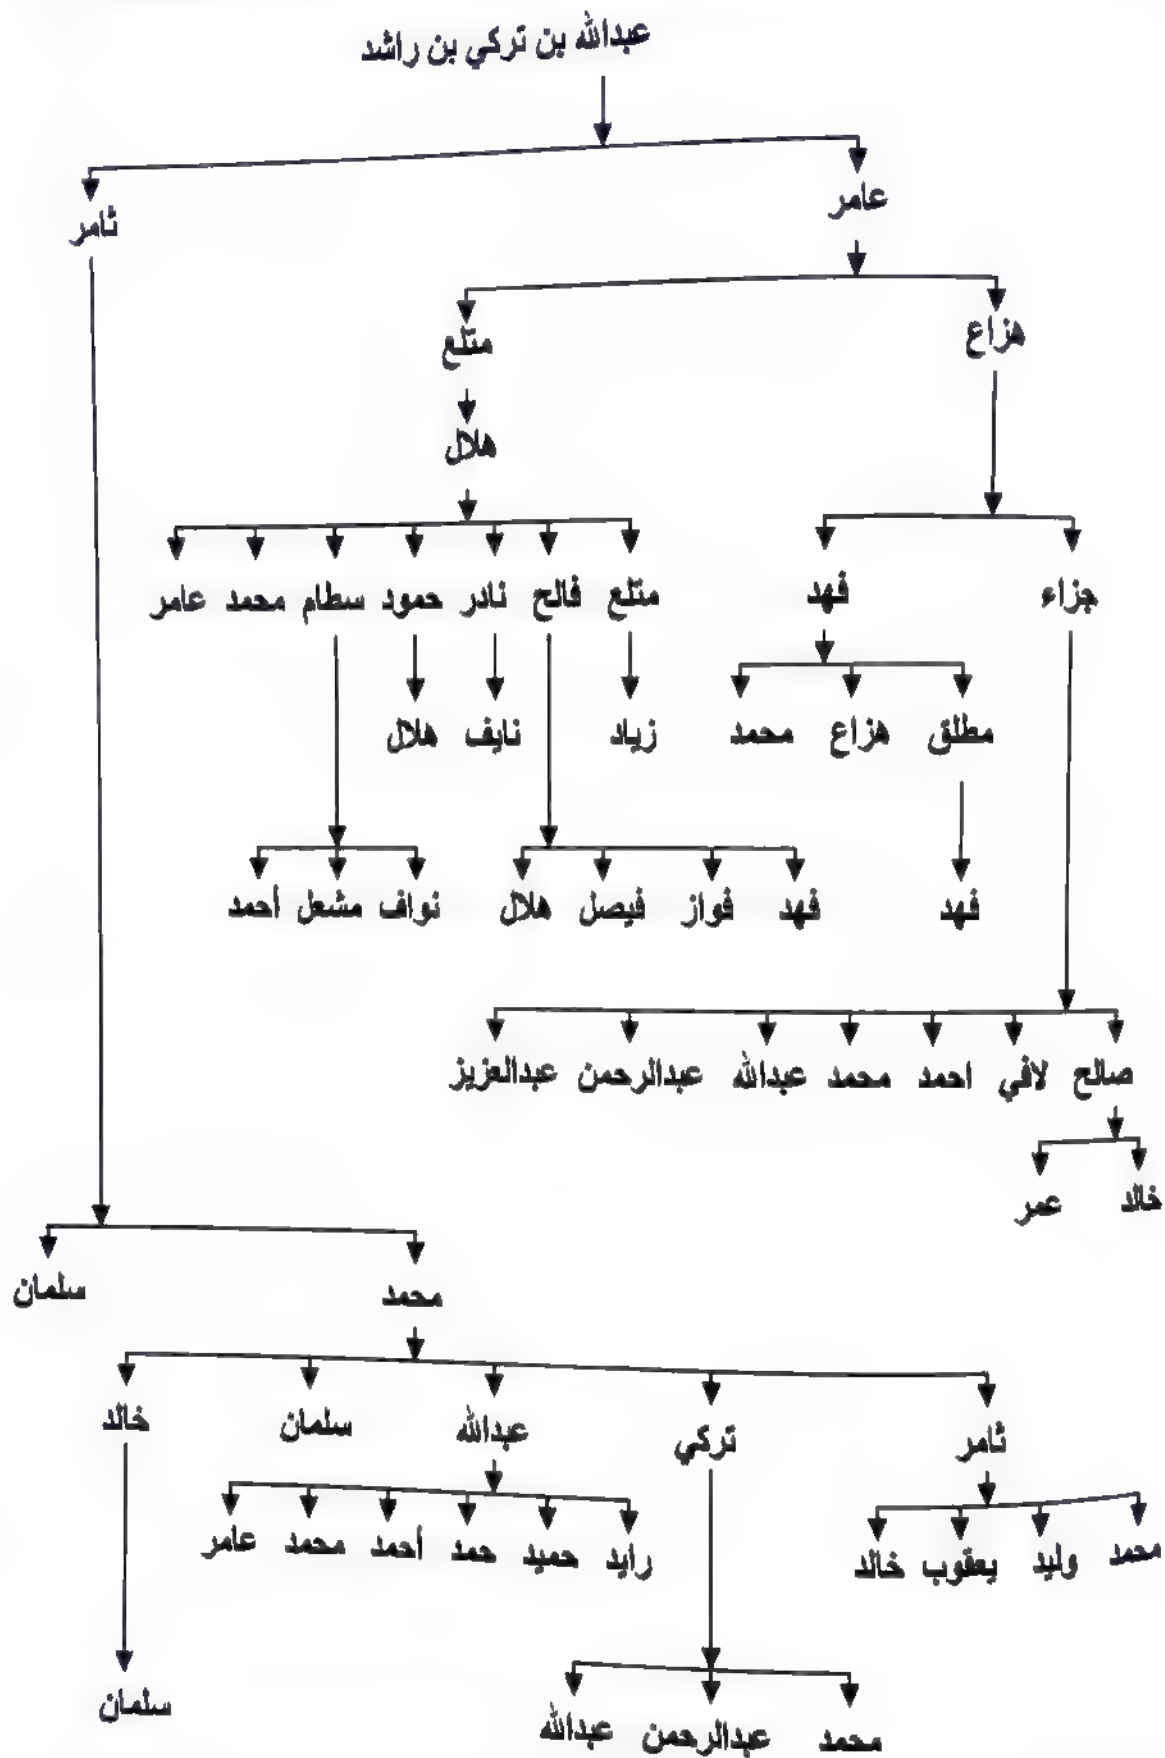 عبدالله بن تركي بن راشد
عامر
ثامر
هزاع
متلع
هلال
جزاء
فهد
متلع
فالح
نادر
حمود
سطام
محمد
عامر
مطلق
هزاع
محمد
زياد
نايف
هلال
فهد
فهد
فواز
فيصل
هلال
نواف
مشعل
أحمد
صالح
لافي
احمد
محمد
عبدالله
عبدالرحمن
عبدالعزيز
خالد
عمر
محمد
سلمان
ثامر
تركي
عبدالله
سلمان
خالد
محمد
وليد
يعقوب
خالد
رايد
حميد
حمد
أحمد
محمد
عامر
محمد
عبدالرحمن
عبدالله
سلمان